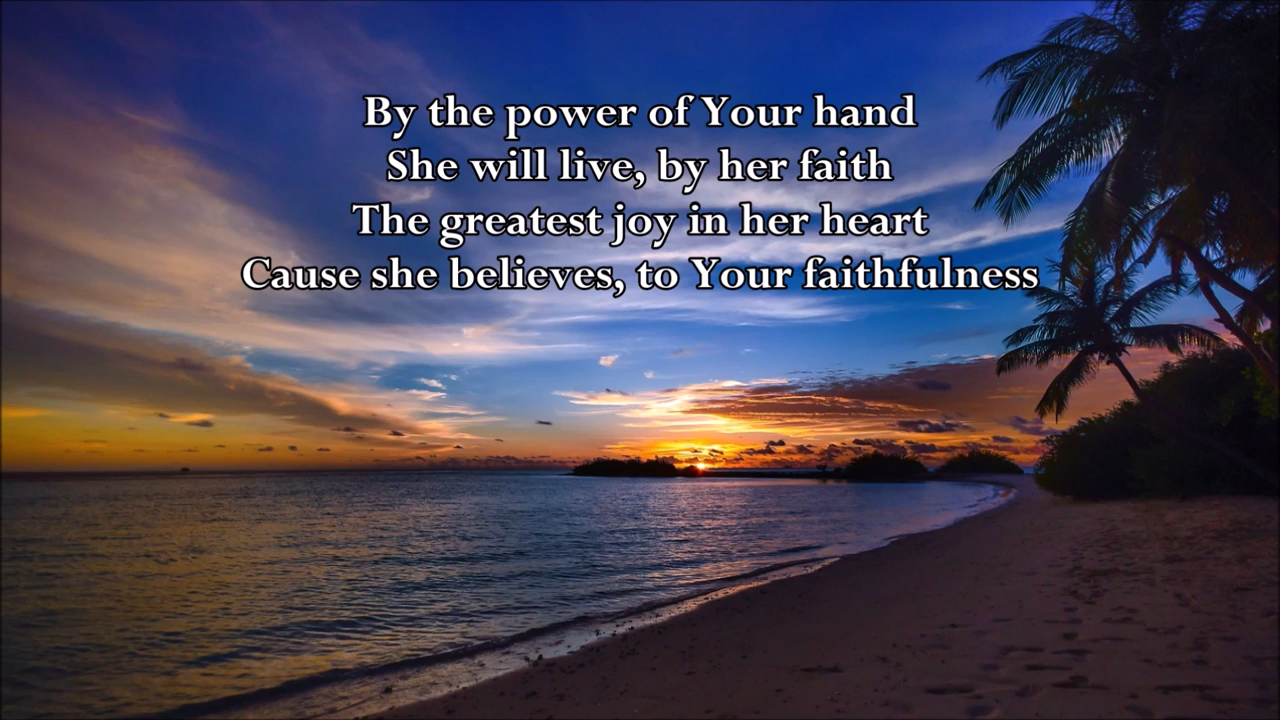 By the power of Your hand
She will live, by her faith
The greatest joy in her heart
Cause she believes, to Your faithfulness